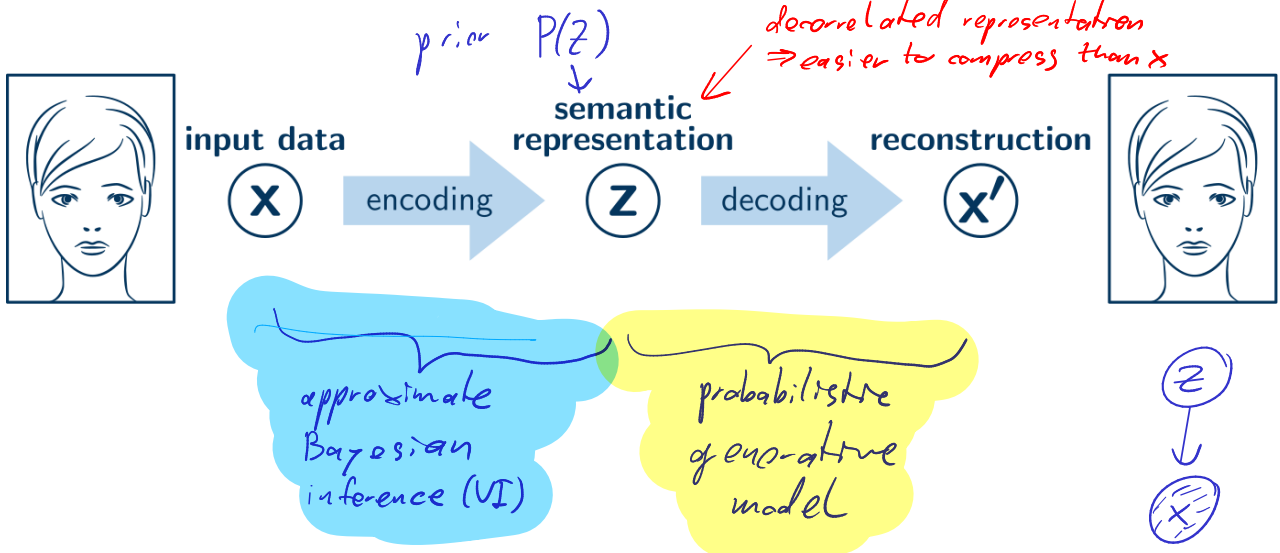 prior P(Z)
decorrelated representation
⇒ easier to compress than x
input data
semantic
representation
reconstruction
x
encoding
z
decoding
x′
approximate
Bayesian
inference (VI)
probabilistic
generative
model
Z
X